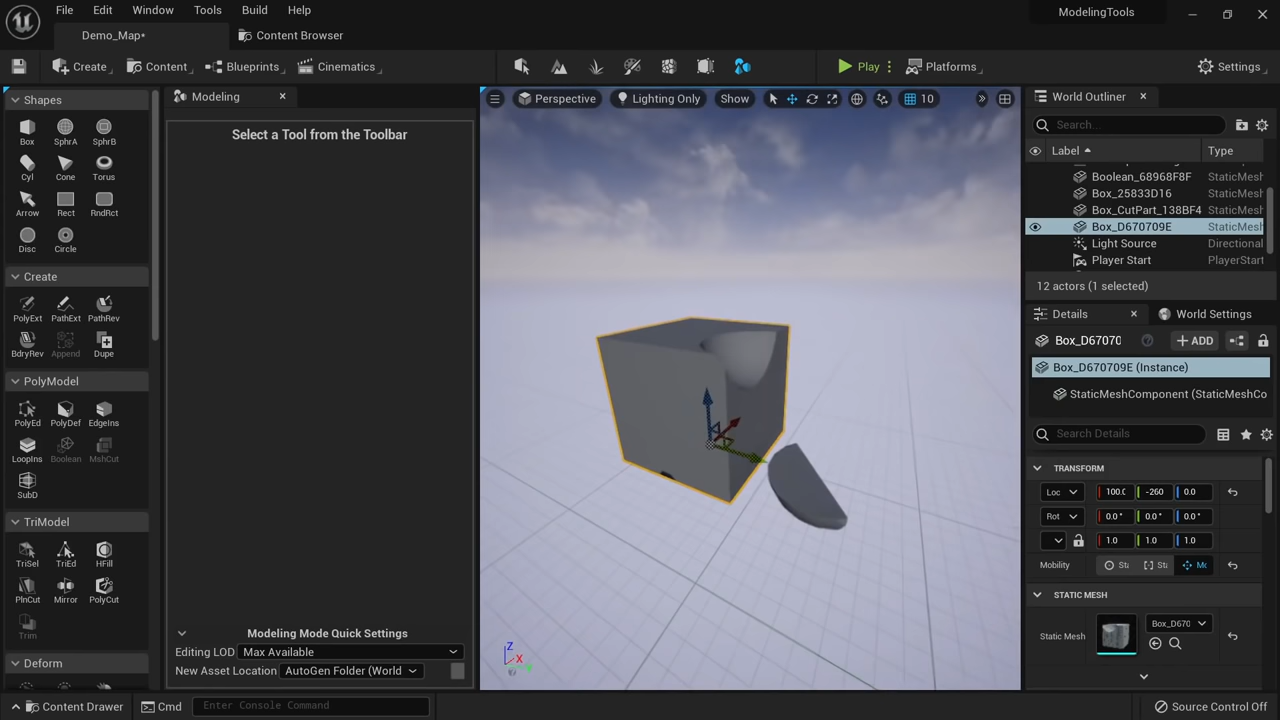 File Edit Window Tools Build Help
ModelingTools
Demo_Map*
Content Browser
Create
Content
Blueprints
Cinematics
Play
Platforms
Settings
Shapes
Box SphrA SphrB
Cyl Cone Torus
Arrow Rect RndRct
Disc Circle
Create
PolyExt PathExt PathRev
BdryRev Append Dupe
PolyModel
PolyEd PolyDef EdgeIns
LoopIns Boolean MshCut
SubD
TriModel
TriSel TriEd HFill
PlnCut Mirror PolyCut
Trim
Deform
Modeling
Select a Tool from the Toolbar
Modeling Mode Quick Settings
Editing LOD Max Available
New Asset Location AutoGen Folder (World
Perspective Lighting Only Show 10
Z
X
World Outliner
Search...
Label Type
Boolean_68968F8F StaticMesh
Box_25833D16 StaticMesh
Box_CutPart_138BF4 StaticMesh
Box_D670709E StaticMesh
Light Source Directional
Player Start PlayerStart
12 actors (1 selected)
Details World Settings
Box_D6707( ADD
Box_D670709E (Instance)
StaticMeshComponent (StaticMeshCo
Search Details
TRANSFORM
Loc 100.0 -260 0.0
Rot 0.0° 0.0° 0.0°
1.0 1.0 1.0
Mobility Sta Sta Mo
STATIC MESH
Static Mesh Box_D670
Content Drawer Cmd Enter Console Command
Source Control Off